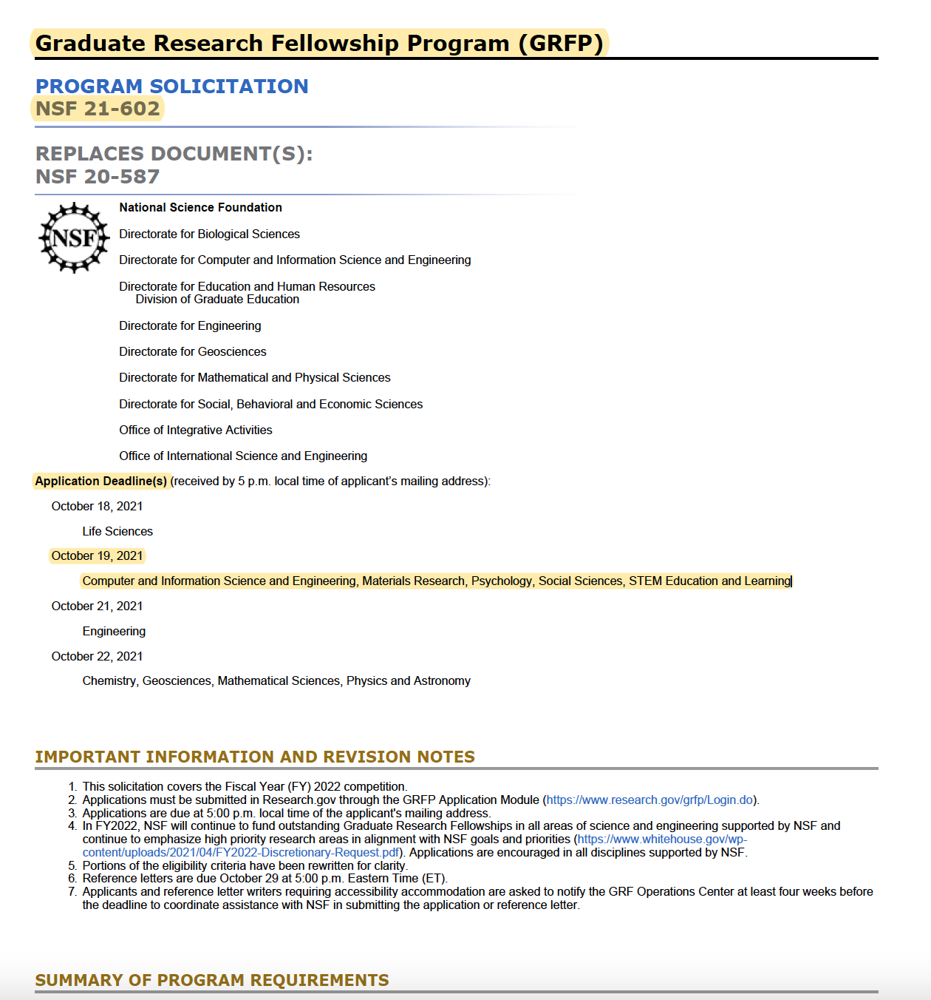 Graduate Research Fellowship Program (GRFP)
PROGRAM SOLICITATION
NSF 21-602
REPLACES DOCUMENT(S):
NSF 20-587
NSF
National Science Foundation
Directorate for Biological Sciences
Directorate for Computer and Information Science and Engineering
Directorate for Education and Human Resources
Division of Graduate Education
Directorate for Engineering
Directorate for Geosciences
Directorate for Mathematical and Physical Sciences
Directorate for Social, Behavioral and Economic Sciences
Office of Integrative Activities
Office of International Science and Engineering
Application Deadline(s) (received by 5 p.m. local time of applicant’s mailing address):
October 18, 2021
Life Sciences
October 19, 2021
Computer and Information Science and Engineering, Materials Research, Psychology, Social Sciences, STEM Education and Learning
October 21, 2021
Engineering
October 22, 2021
Chemistry, Geosciences, Mathematical Sciences, Physics and Astronomy
IMPORTANT INFORMATION AND REVISION NOTES
1. This solicitation covers the Fiscal Year (FY) 2022 competition.
2. Applications must be submitted in Research.gov through the GRFP Application Module (https://www.research.gov/grfp/Login.do).
3. Applications are due at 5:00 p.m. local time of the applicant's mailing address.
4. In FY2022, NSF will continue to fund outstanding Graduate Research Fellowships in all areas of science and engineering supported by NSF and
continue to emphasize high priority research areas in alignment with NSF goals and priorities (https://www.whitehouse.gov/wp-
content/uploads/2021/04/FY2022-Discretionary-Request.pdf). Applications are encouraged in all disciplines supported by NSF.
5. Portions of the eligibility criteria have been rewritten for clarity.
6. Reference letters are due October 29 at 5:00 p.m. Eastern Time (ET).
7. Applicants and reference letter writers requiring accessibility accommodation are asked to notify the GRF Operations Center at least four weeks before
the deadline to coordinate assistance with NSF in submitting the application or reference letter.
SUMMARY OF PROGRAM REQUIREMENTS